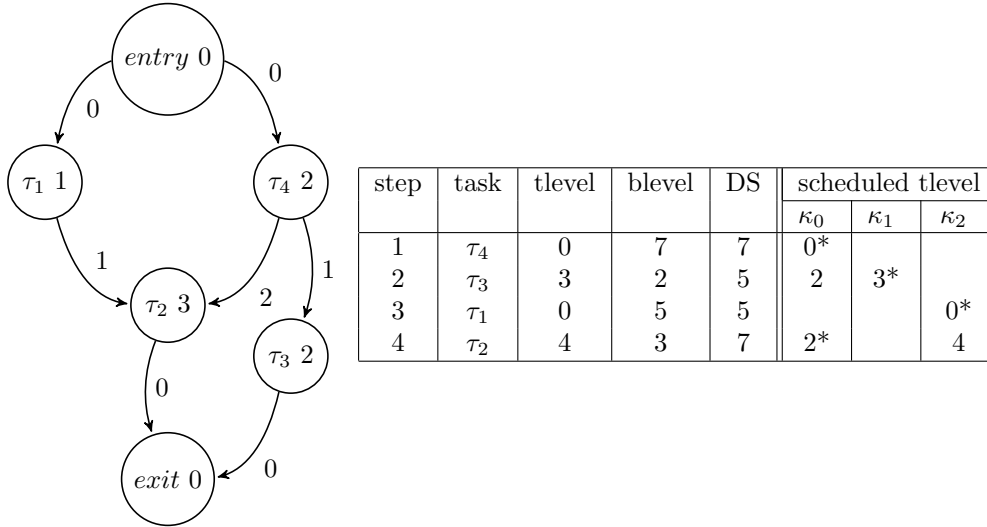 entry 0
0
0
τ₁ 1
τ₄ 2
1
2
1
τ₂ 3
τ₃ 2
0
0
exit 0
step task tlevel blevel DS scheduled tlevel
κ₀ κ₁ κ₂
1 τ₄ 0 7 7 0*
2 τ₃ 3 2 5 2 3*
3 τ₁ 0 5 5 0*
4 τ₂ 4 3 7 2* 4